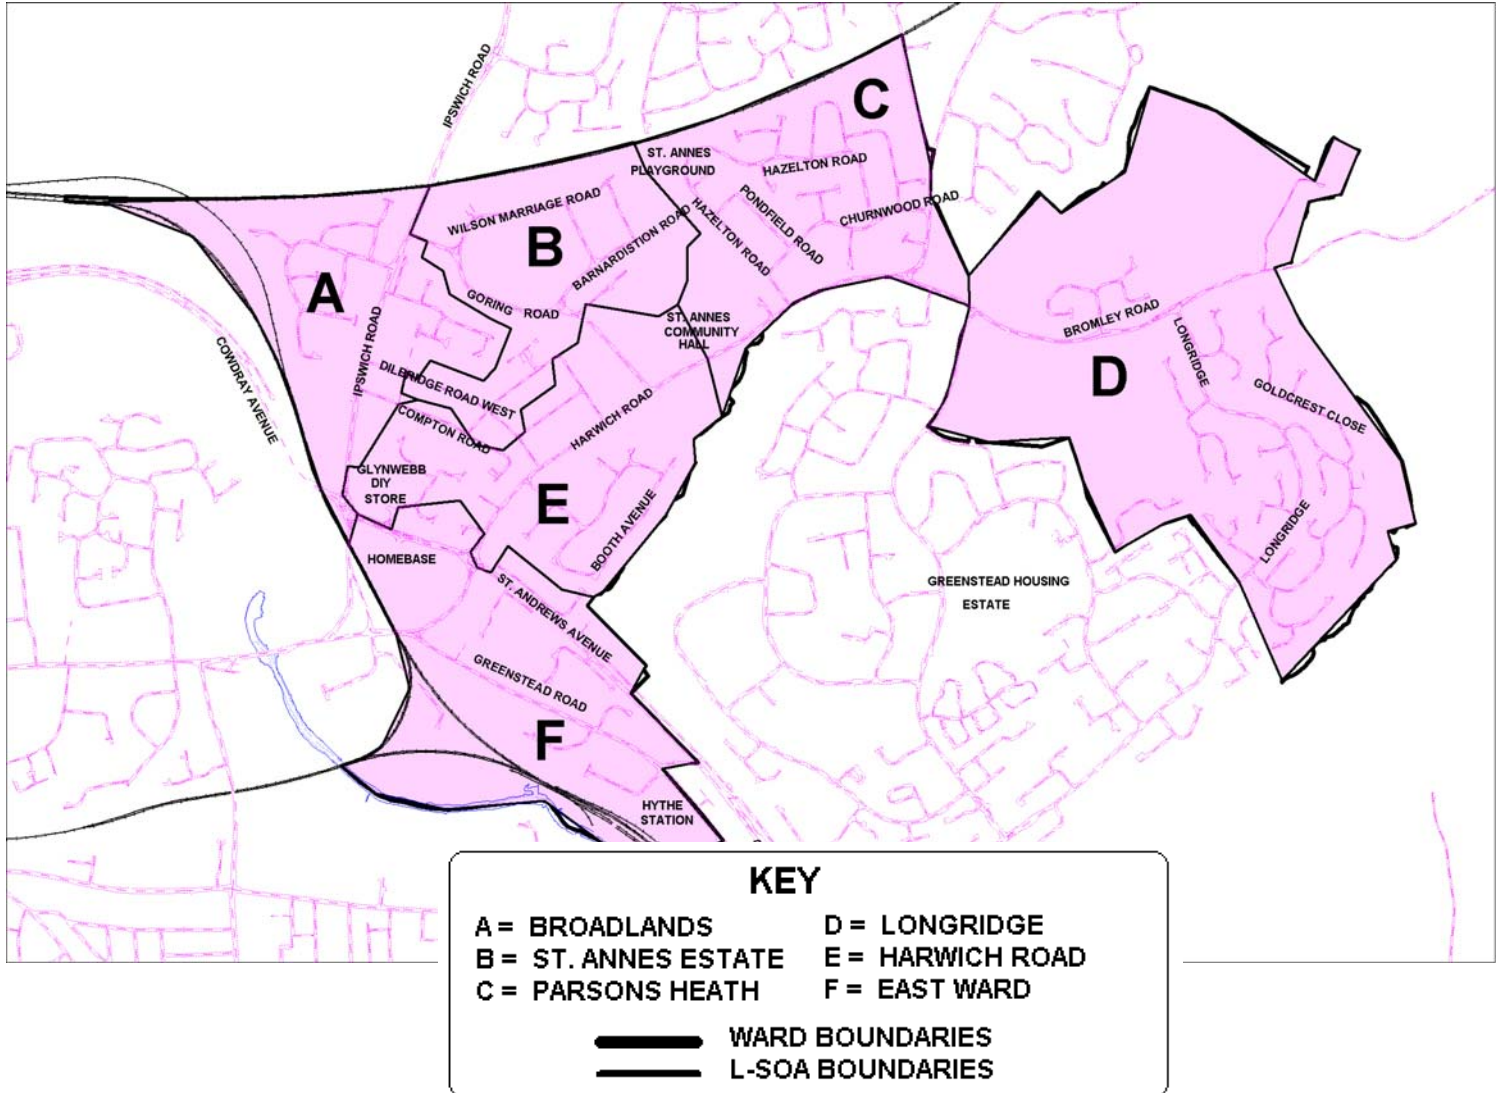 IPSWICH ROAD
C
ST. ANNES
PLAYGROUND
HAZELTON ROAD
WILSON MARRIAGE ROAD
PONDFIELD ROAD
CHURNWOOD ROAD
B
BARNARDISTION ROAD
HAZELTON ROAD
A
GORING ROAD
ST. ANNES
COMMUNITY
HALL
BROMLEY ROAD
COWDRAY AVENUE
IPSWICH ROAD
LONGRIDGE
D
DILBRIDGE ROAD WEST
GOLDCREST CLOSE
COMPTON ROAD
HARWICH ROAD
GLYNWEBB
DIY
STORE
E
BOOTH AVENUE
LONGRIDGE
HOMEBASE
GREENSTEAD HOUSING
ESTATE
ST. ANDREWS AVENUE
GREENSTEAD ROAD
F
HYTHE
STATION
KEY
A = BROADLANDS
B = ST. ANNES ESTATE
C = PARSONS HEATH
D = LONGRIDGE
E = HARWICH ROAD
F = EAST WARD
WARD BOUNDARIES
L-SOA BOUNDARIES